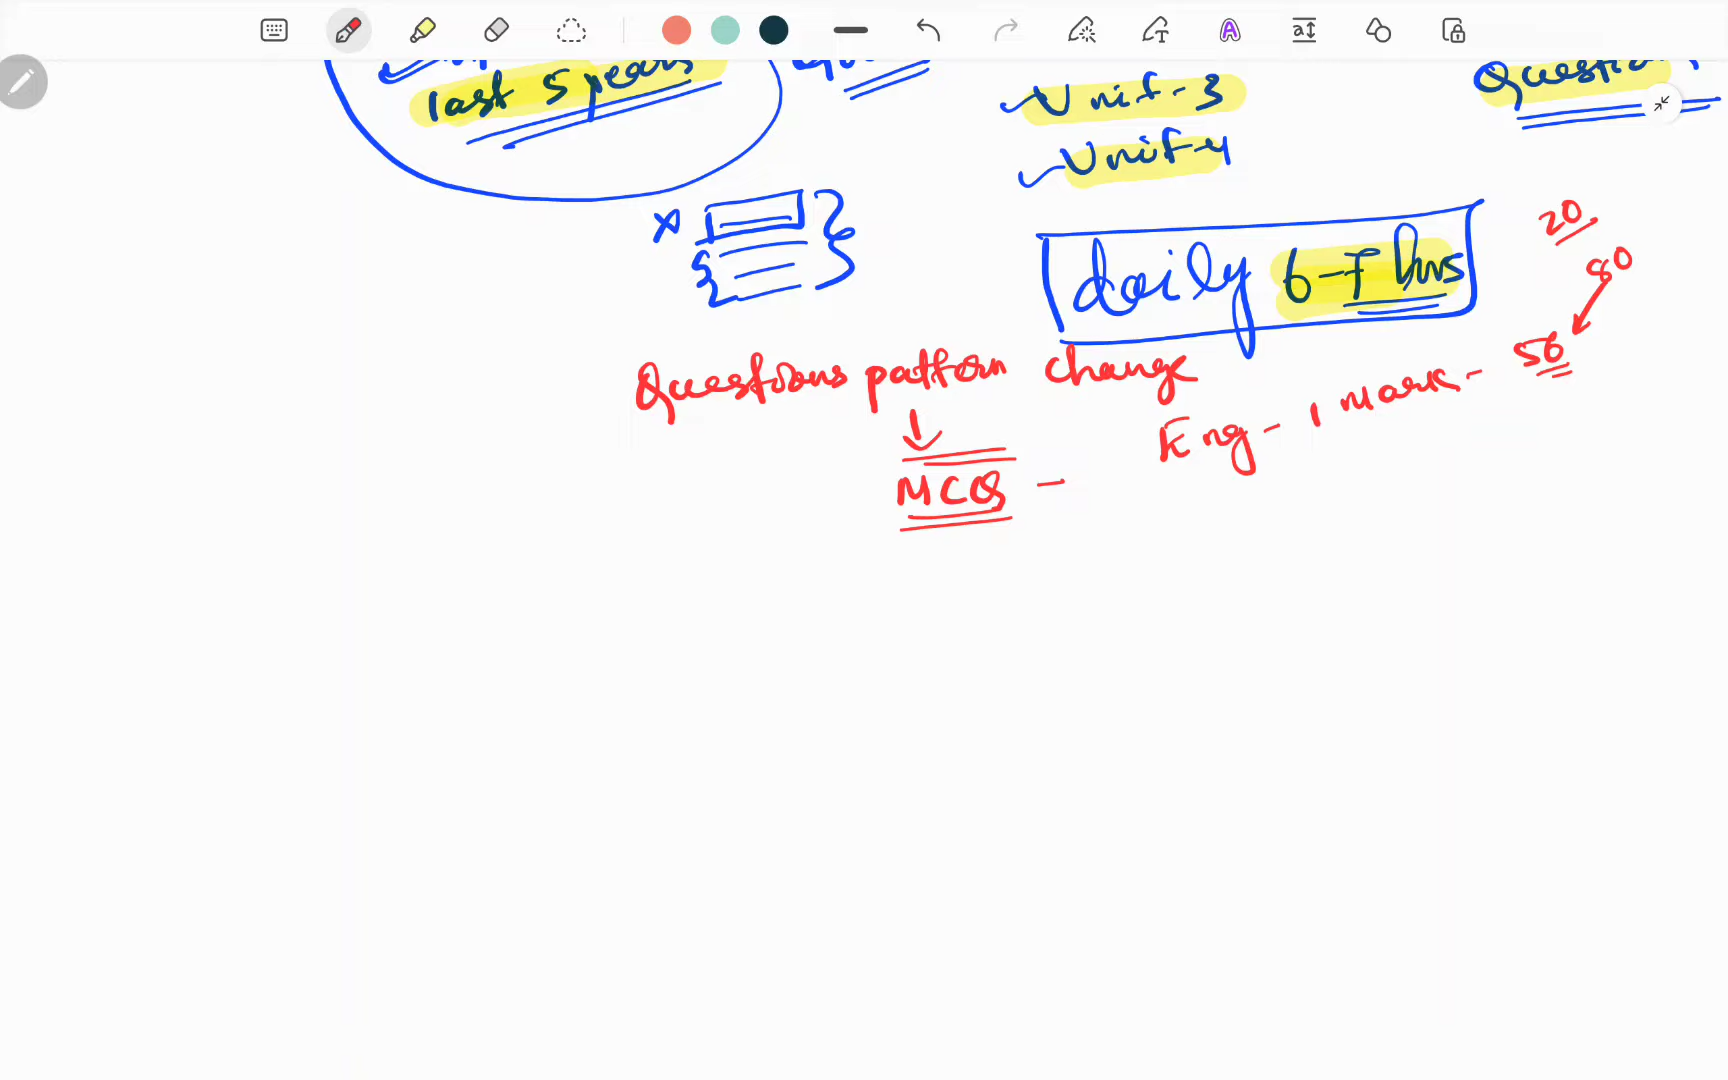 last 5 years
Unit-3
Question
Unit-4
daily 6-7 hrs
20
80
56
Questions pattern change
Eng - 1 Mark -
MCQ -